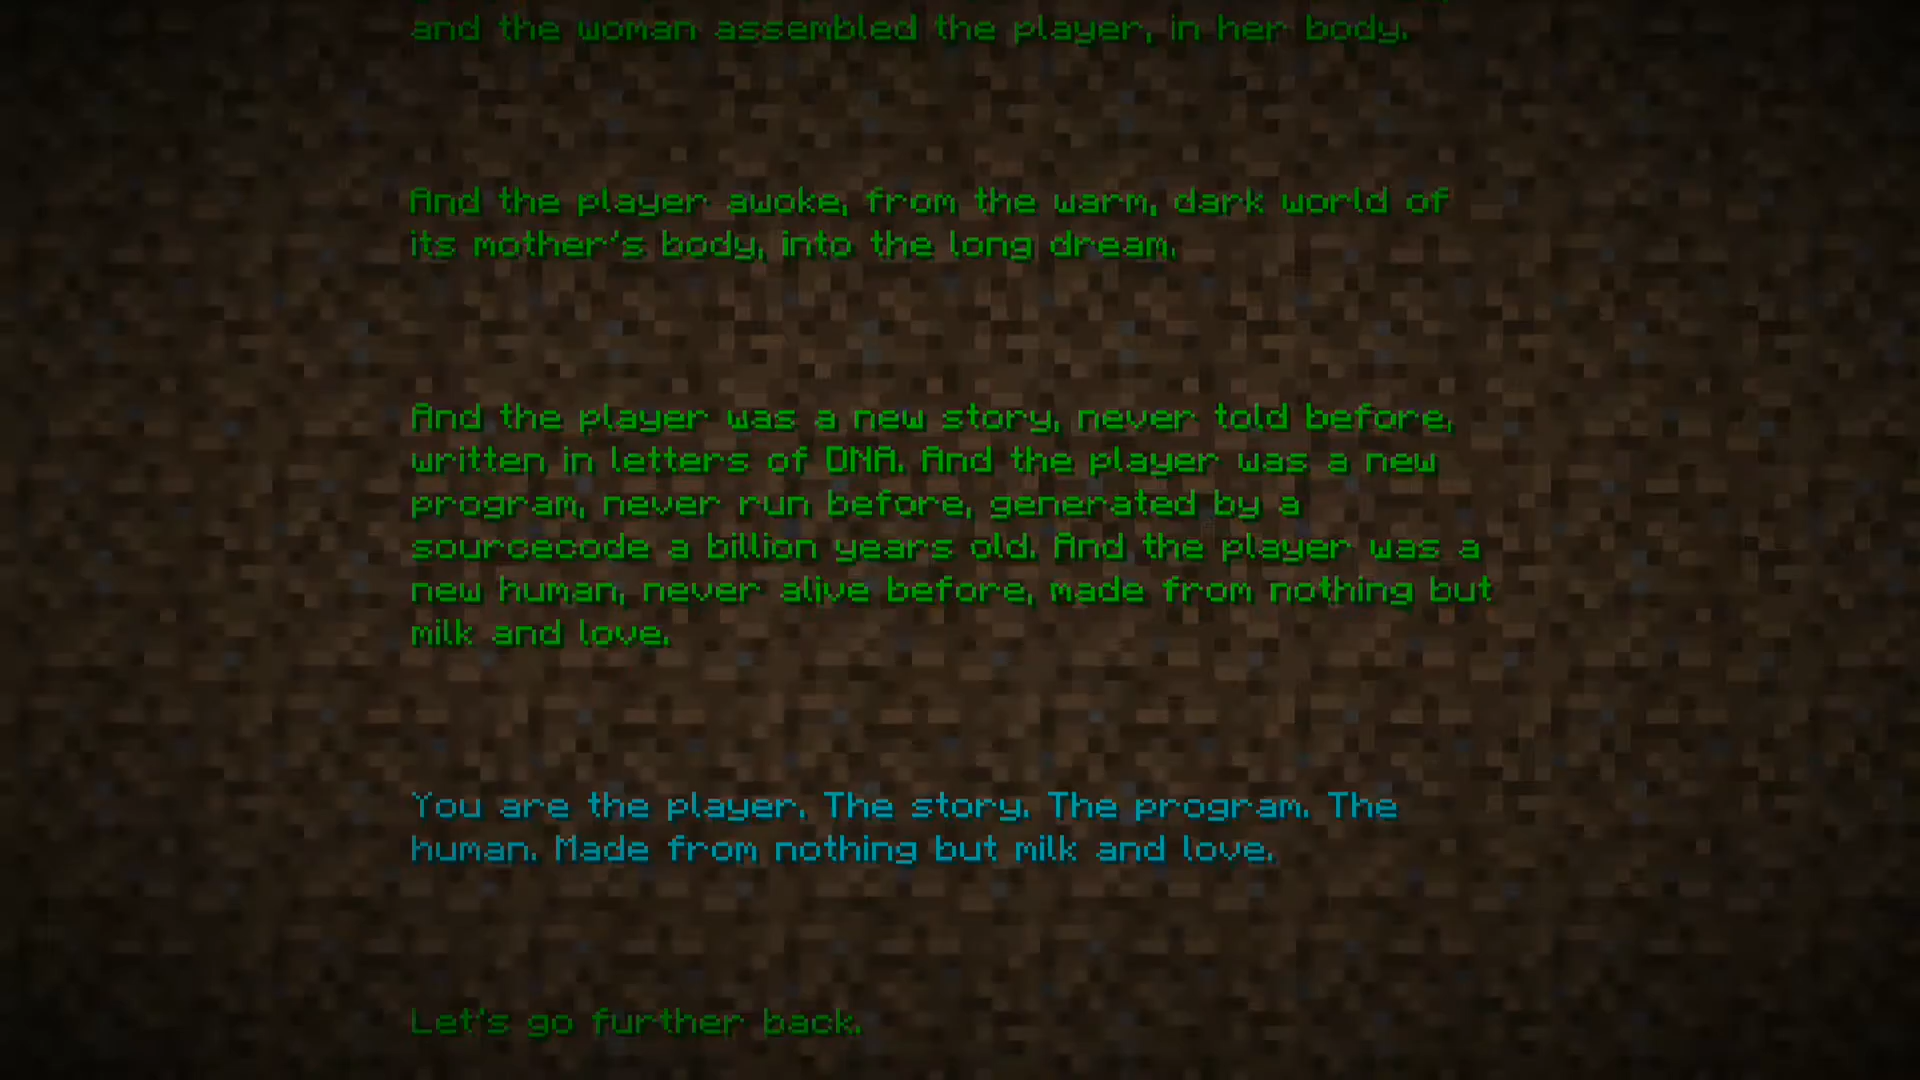 and the woman assembled the player, in her body.
And the player awoke, from the warm, dark world of
its mother's body, into the long dream.
And the player was a new story, never told before,
written in letters of DNA. And the player was a new
program, never run before, generated by a
sourcecode a billion years old. And the player was a
new human, never alive before, made from nothing but
milk and love.
You are the player. The story. The program. The
human. Made from nothing but milk and love.
Let's go further back.